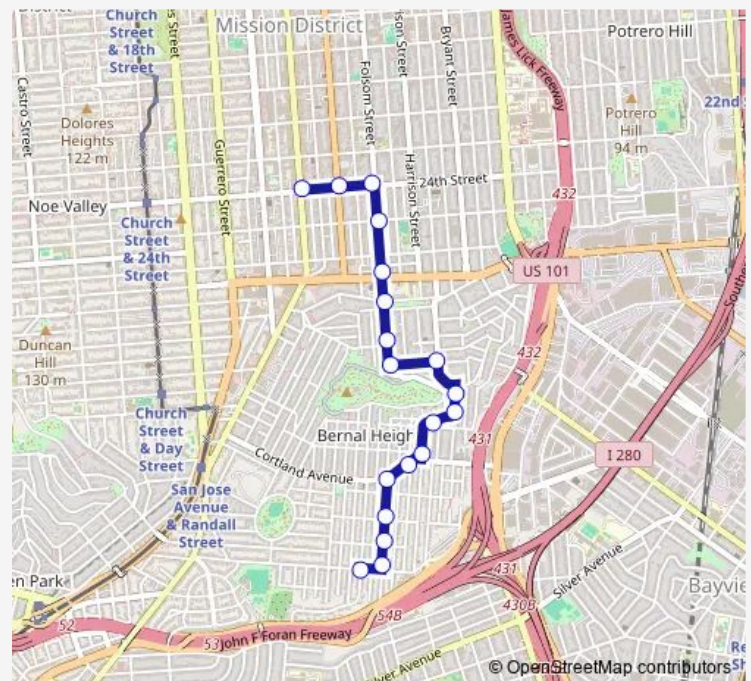 Church
Street
& 18th
Street
Mission District
Potrero Hill
James Lick Freeway
Bryant Street
Folsom Street
Castro Street
Dolores
Heights
122 m
Guerrero Street
Harrison Street
22nd
Potrero
Hill
94 m
24th Street
432
Noe Valley
Church
Street
& 24th
Street
US 101
Duncan
Hill
130 m
432
Church
Street
& Day
Street
Bernal Heigh
431
I 280
Cortland Avenue
San Jose
Avenue
& Randall
Street
431
430B
Silver Avenue
en Park
Bayvie
52
53
John F Foran Freeway
54B
© OpenStreetMap contributors